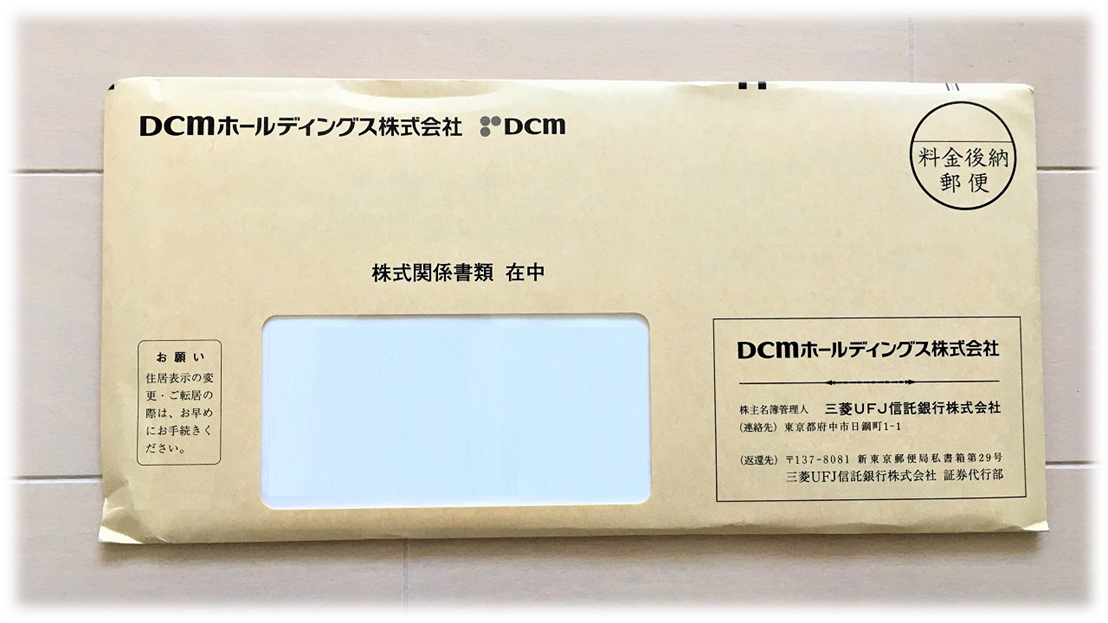 DCMホールディングス株式会社 DCM
料金後納
郵便
株式関係書類 在中
お願い
住居表示の変
更・ご転居の
際は、お早め
にお手続きく
ださい。
DCMホールディングス株式会社
株主名簿管理人 三菱UFJ信託銀行株式会社
(連絡先) 東京都府中市日鋼町1-1
(返還先) 〒137-8081 新東京郵便局私書箱第29号
三菱UFJ信託銀行株式会社 証券代行部